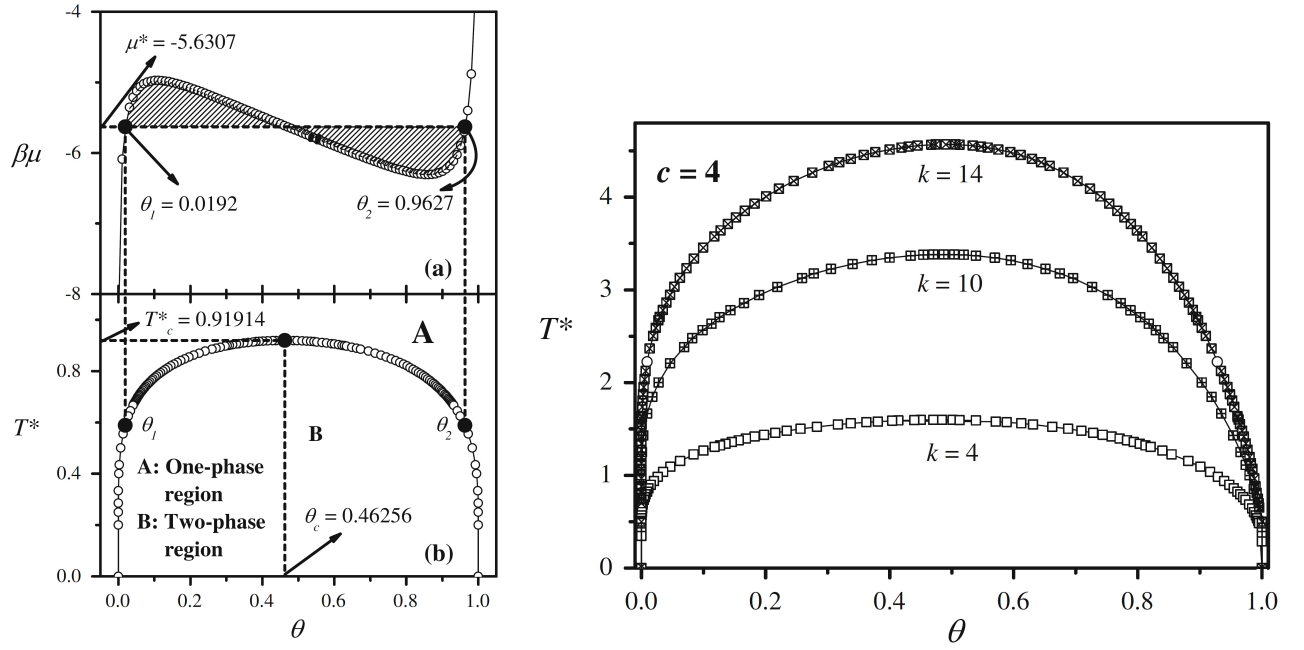 -4
μ* = -5.6307
βμ
-6
θ1 = 0.0192
θ2 = 0.9627
(a)
-8
T*c = 0.91914
A
0.8
T*
θ1
θ2
B
0.4
A: One-phase
region
B: Two-phase
region
θc = 0.46256
(b)
0.0
0.0 0.2 0.4 0.6 0.8 1.0
θ
c = 4
k = 14
4
k = 10
3
T*
2
k = 4
1
0
0.0 0.2 0.4 0.6 0.8 1.0
θ